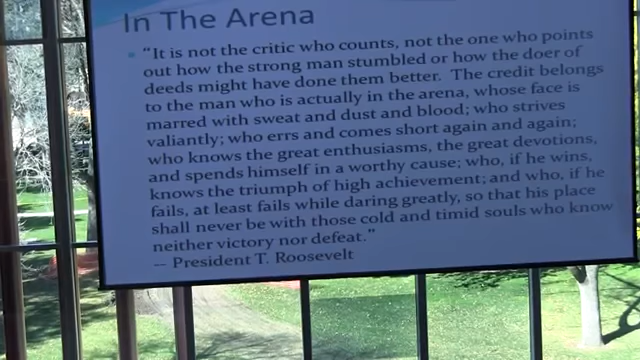 In The Arena
• “It is not the critic who counts, not the one who points
out how the strong man stumbled or how the doer of
deeds might have done them better.  The credit belongs
to the man who is actually in the arena, whose face is
marred with sweat and dust and blood; who strives
valiantly; who errs and comes short again and again;
who knows the great enthusiasms, the great devotions,
and spends himself in a worthy cause; who, if he wins,
knows the triumph of high achievement; and who, if he
fails, at least fails while daring greatly, so that his place
shall never be with those cold and timid souls who know
neither victory nor defeat.”
-- President T. Roosevelt